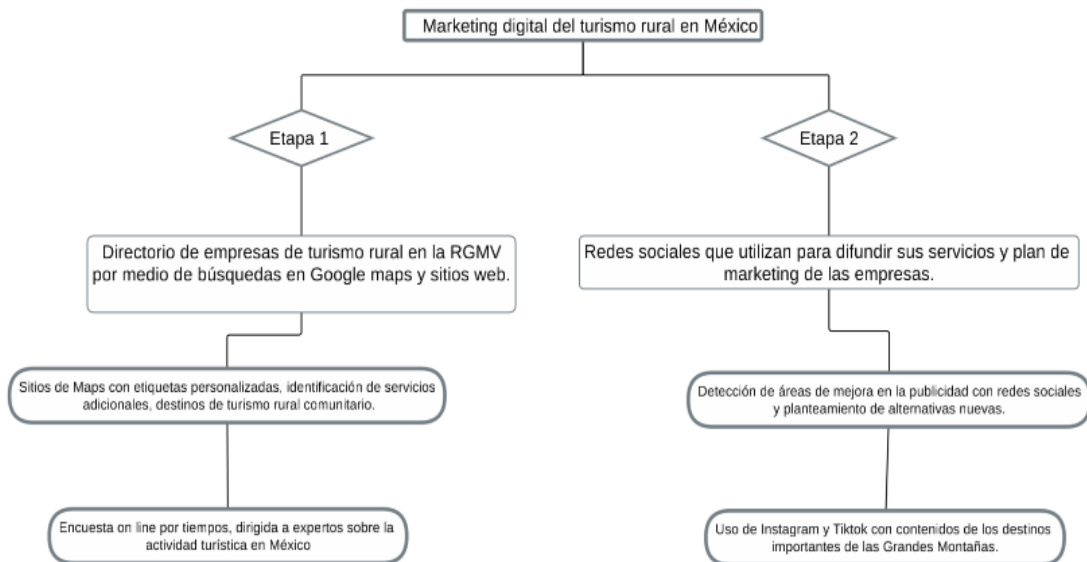 Marketing digital del turismo rural en México
Etapa 1
Etapa 2
Directorio de empresas de turismo rural en la RGMV
por medio de búsquedas en Google maps y sitios web.
Redes sociales que utilizan para difundir sus servicios y plan de
marketing de las empresas.
Sitios de Maps con etiquetas personalizadas, identificación de servicios
adicionales, destinos de turismo rural comunitario.
Detección de áreas de mejora en la publicidad con redes sociales
y planteamiento de alternativas nuevas.
Encuesta on line por tiempos, dirigida a expertos sobre la
actividad turística en México
Uso de Instagram y Tiktok con contenidos de los destinos
importantes de las Grandes Montañas.